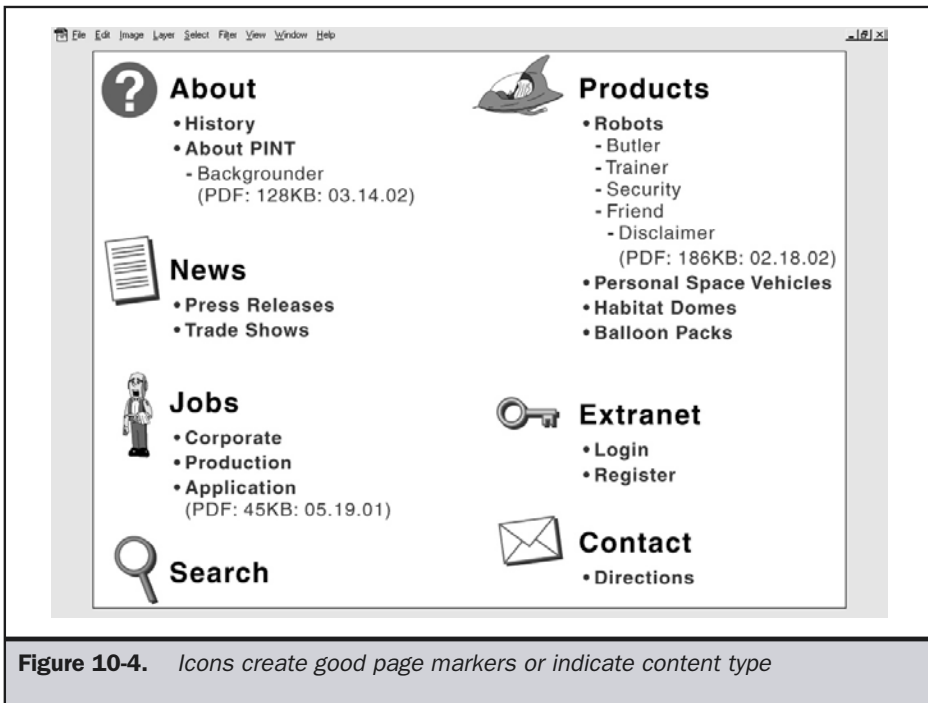 File Edit Image Layer Select Filter View Window Help
?
About
• History
• About PINT
- Backgrounder
(PDF: 128KB: 03.14.02)
News
• Press Releases
• Trade Shows
Jobs
• Corporate
• Production
• Application
(PDF: 45KB: 05.19.01)
Search
Products
• Robots
- Butler
- Trainer
- Security
- Friend
- Disclaimer
(PDF: 186KB: 02.18.02)
• Personal Space Vehicles
• Habitat Domes
• Balloon Packs
Extranet
• Login
• Register
Contact
• Directions
Figure 10-4. Icons create good page markers or indicate content type